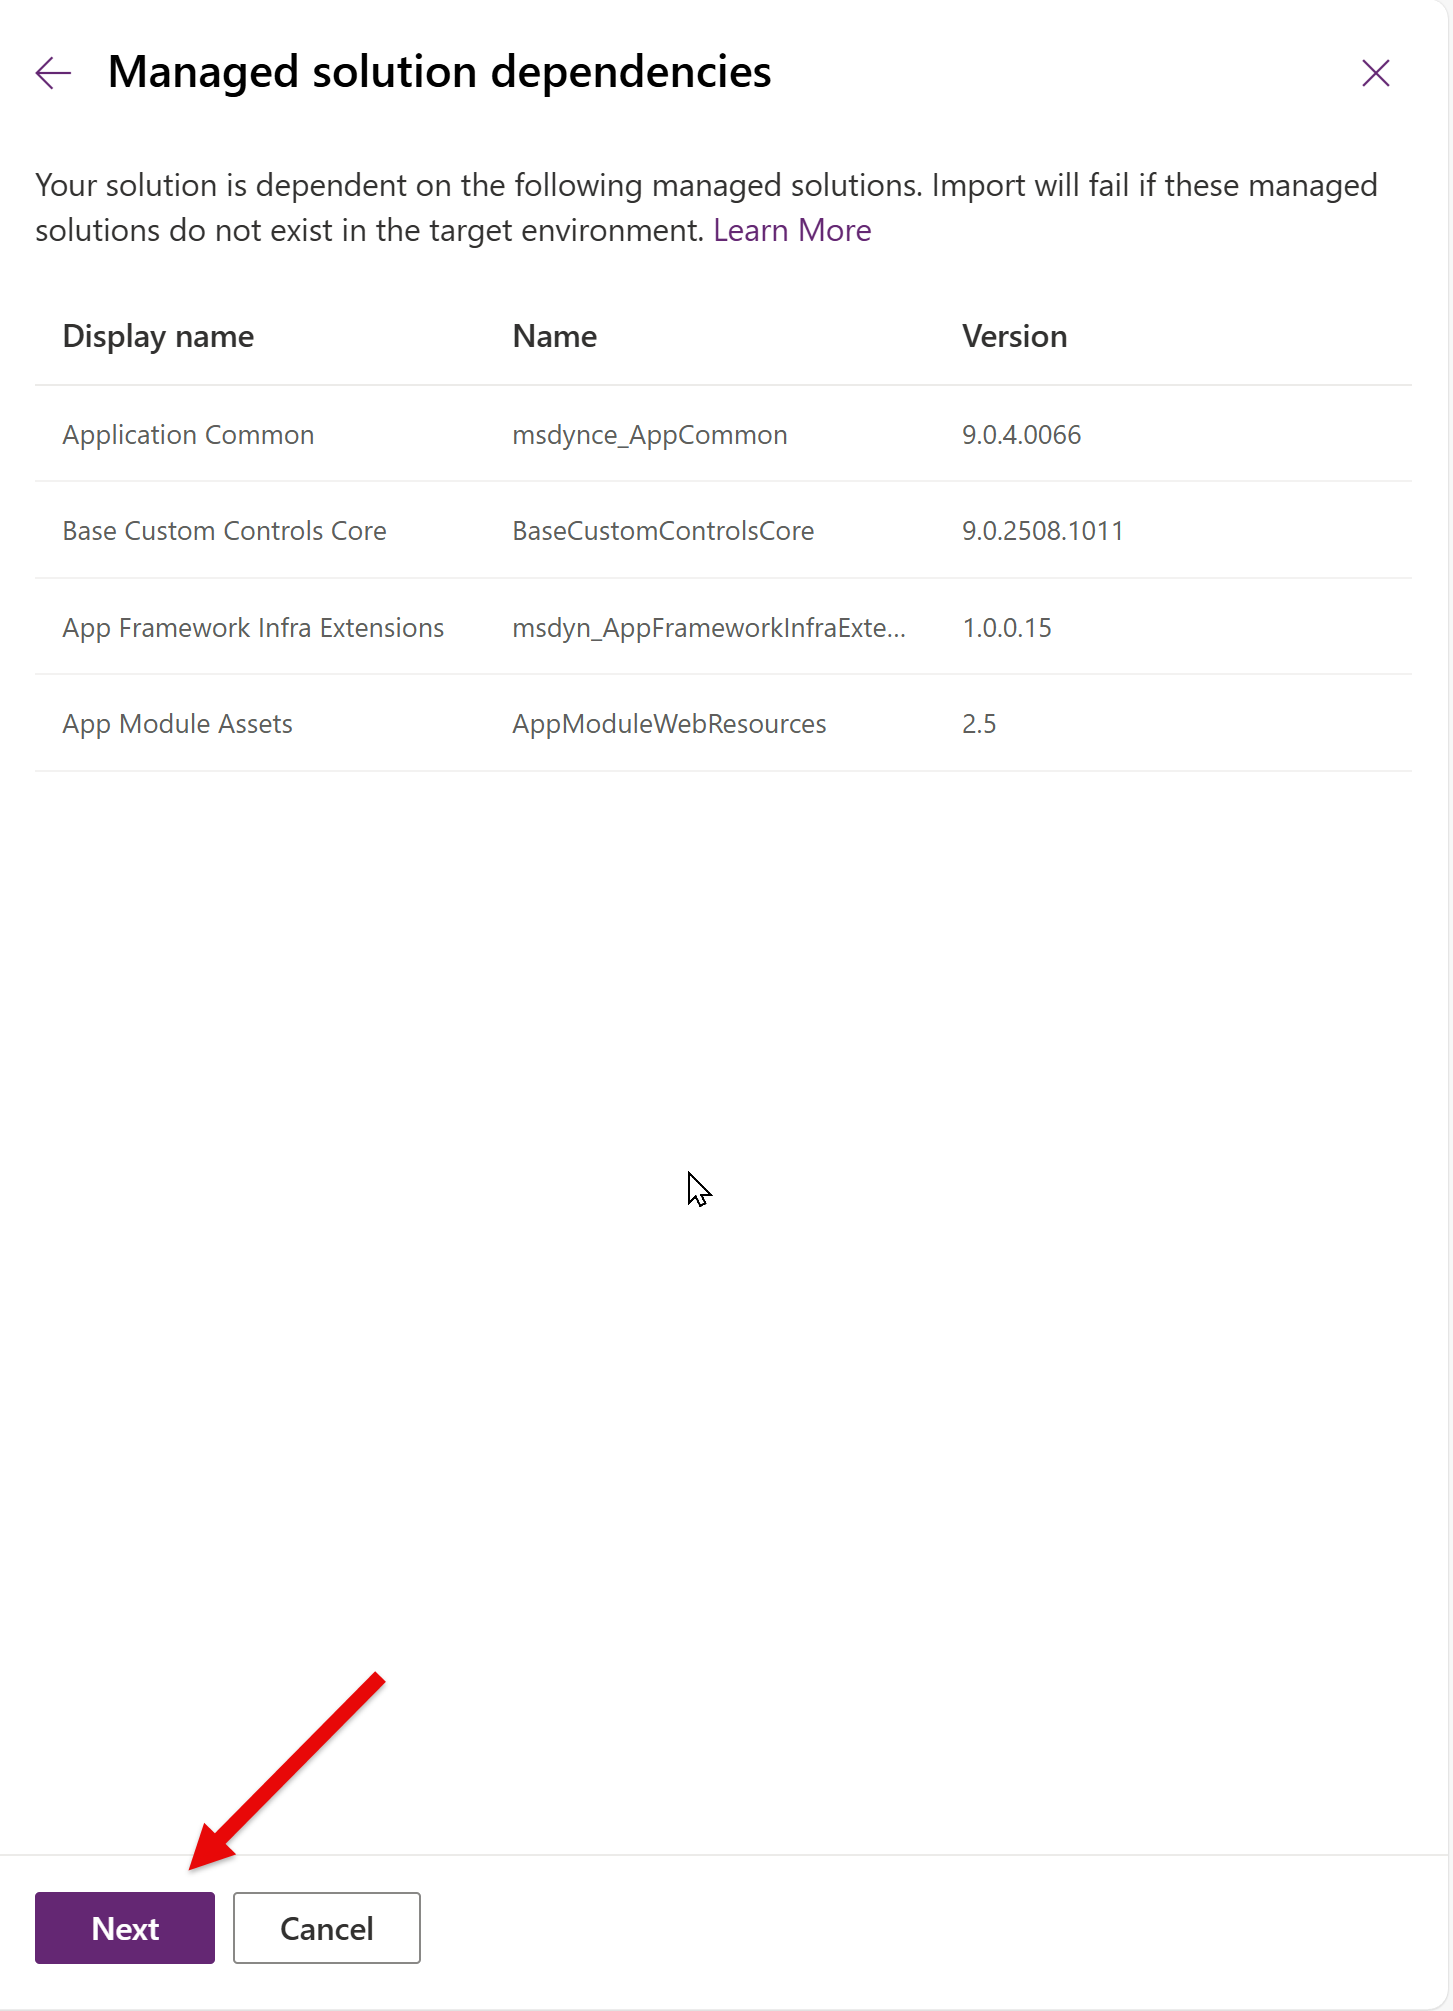 Managed solution dependencies
Your solution is dependent on the following managed solutions. Import will fail if these managed
solutions do not exist in the target environment. Learn More
Display name Name Version
Application Common msdynce_AppCommon 9.0.4.0066
Base Custom Controls Core BaseCustomControlsCore 9.0.2508.1011
App Framework Infra Extensions msdyn_AppFrameworkInfraExte... 1.0.0.15
App Module Assets AppModuleWebResources 2.5
Next Cancel